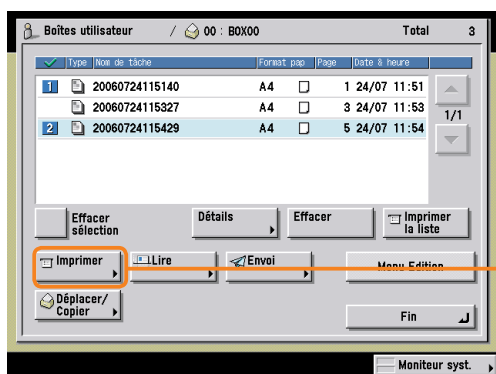 Boîtes utilisateur / 00 : BOX00 Total 3
Type Nom de tâche Format pap Page Date & heure
1 20060724115140 A4 1 24/07 11:51
20060724115327 A4 3 24/07 11:53
2 20060724115429 A4 5 24/07 11:54
1/1
Effacer sélection
Détails
Effacer
Imprimer la liste
Imprimer
Lire
Envoi
Menu Edition
Déplacer/
Copier
Fin
Moniteur syst.